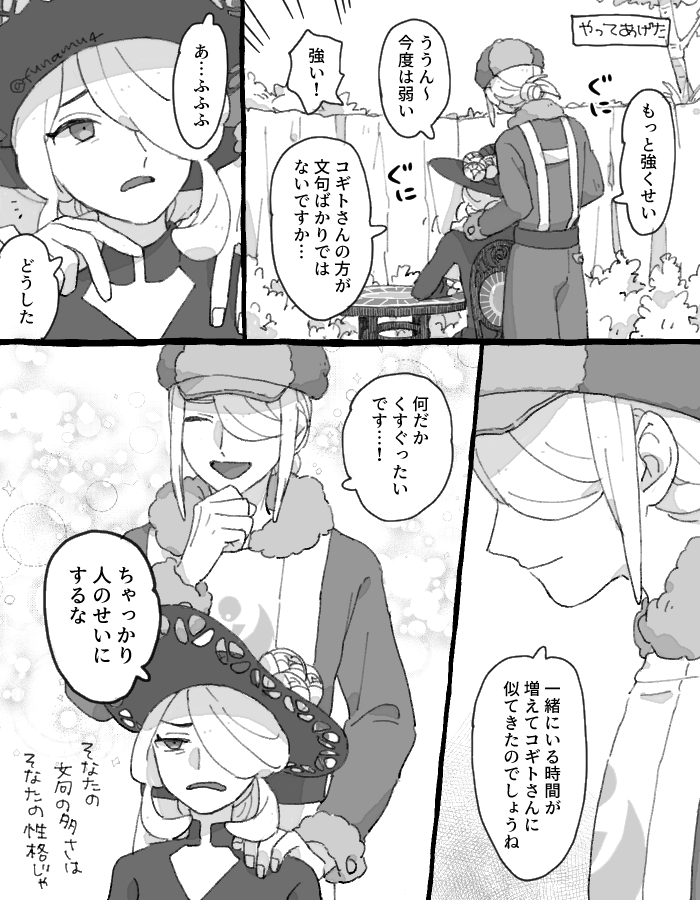 やってあげた
もっと強くせい
ぐに
強い!
ううん〜
今度は弱い
ぐに
コギトさんの方が
文句ばかりでは
ないですか…
あ…ふふふ
@funamu4
どうした
一緒にいる時間が
増えてコギトさんに
似てきたのでしょうね
何だか
くすぐったい
です…!
ちゃっかり
人のせいに
するな
そなたの
文句の多さは
そなたの性格じゃ